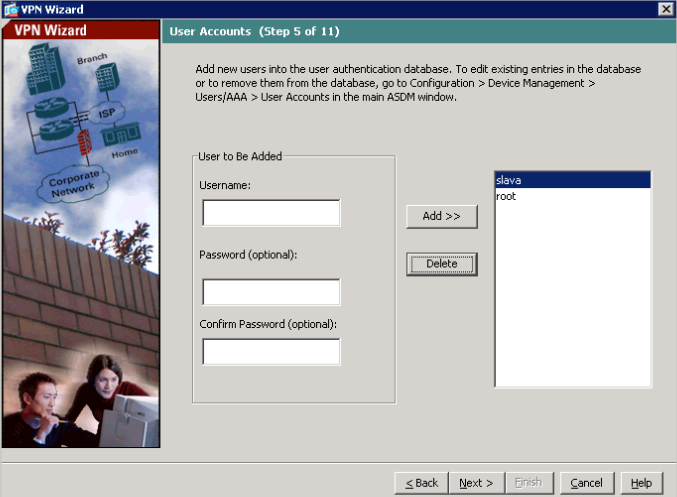 VPN Wizard
VPN Wizard
Branch
ISP
Home
Corporate
Network
User Accounts (Step 5 of 11)
Add new users into the user authentication database. To edit existing entries in the database
or to remove them from the database, go to Configuration > Device Management >
Users/AAA > User Accounts in the main ASDM window.
User to Be Added
Username:
Password (optional):
Confirm Password (optional):
Add >>
Delete
slava
root
< Back
Next >
Finish
Cancel
Help